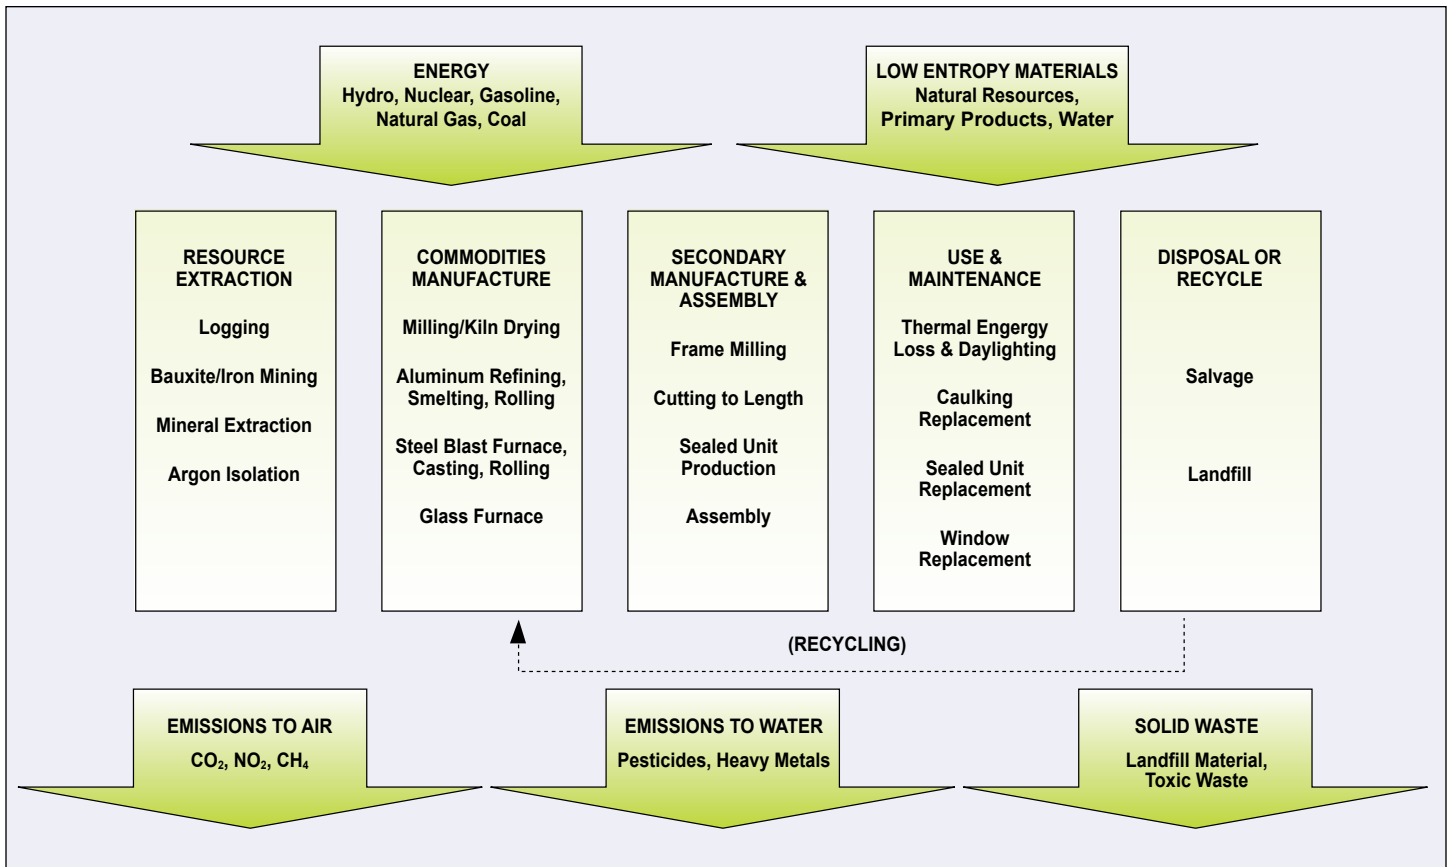 ENERGY
Hydro, Nuclear, Gasoline,
Natural Gas, Coal
LOW ENTROPY MATERIALS
Natural Resources,
Primary Products, Water
RESOURCE
EXTRACTION
Logging
Bauxite/Iron Mining
Mineral Extraction
Argon Isolation
COMMODITIES
MANUFACTURE
Milling/Kiln Drying
Aluminum Refining,
Smelting, Rolling
Steel Blast Furnace,
Casting, Rolling
Glass Furnace
SECONDARY
MANUFACTURE &
ASSEMBLY
Frame Milling
Cutting to Length
Sealed Unit
Production
Assembly
USE &
MAINTENANCE
Thermal Engergy
Loss & Daylighting
Caulking
Replacement
Sealed Unit
Replacement
Window
Replacement
DISPOSAL OR
RECYCLE
Salvage
Landfill
(RECYCLING)
EMISSIONS TO AIR
CO₂, NO₂, CH₄
EMISSIONS TO WATER
Pesticides, Heavy Metals
SOLID WASTE
Landfill Material,
Toxic Waste